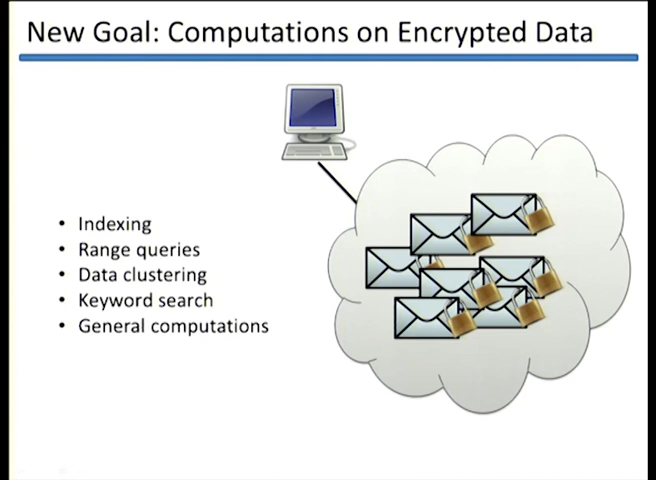 New Goal: Computations on Encrypted Data
• Indexing
• Range queries
• Data clustering
• Keyword search
• General computations